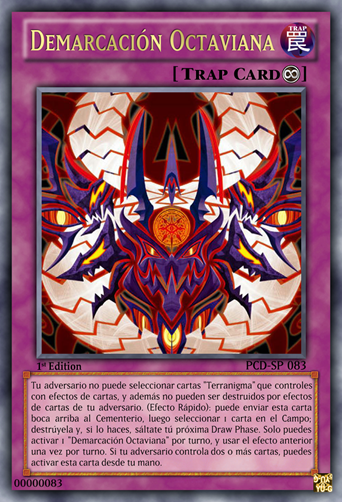 DEMARCACIÓN OCTAVIANA
TRAP
罠
[TRAP CARD]
1st Edition
PCD-SP 083
Tu adversario no puede seleccionar cartas "Terranigma" que controles
con efectos de cartas, y además no pueden ser destruidos por efectos
de cartas de tu adversario. (Efecto Rápido): puede enviar esta carta
boca arriba al Cementerio, luego selecionar 1 carta en el Campo;
destrúyela y, si lo haces, sáltate tú próxima Draw Phase. Solo puedes
activar 1 "Demarcación Octaviana" por turno, y usar el efecto anterior
una vez por turno. Si tu adversario controla dos o más cartas, puedes
activar esta carta desde tu mano.
00000083